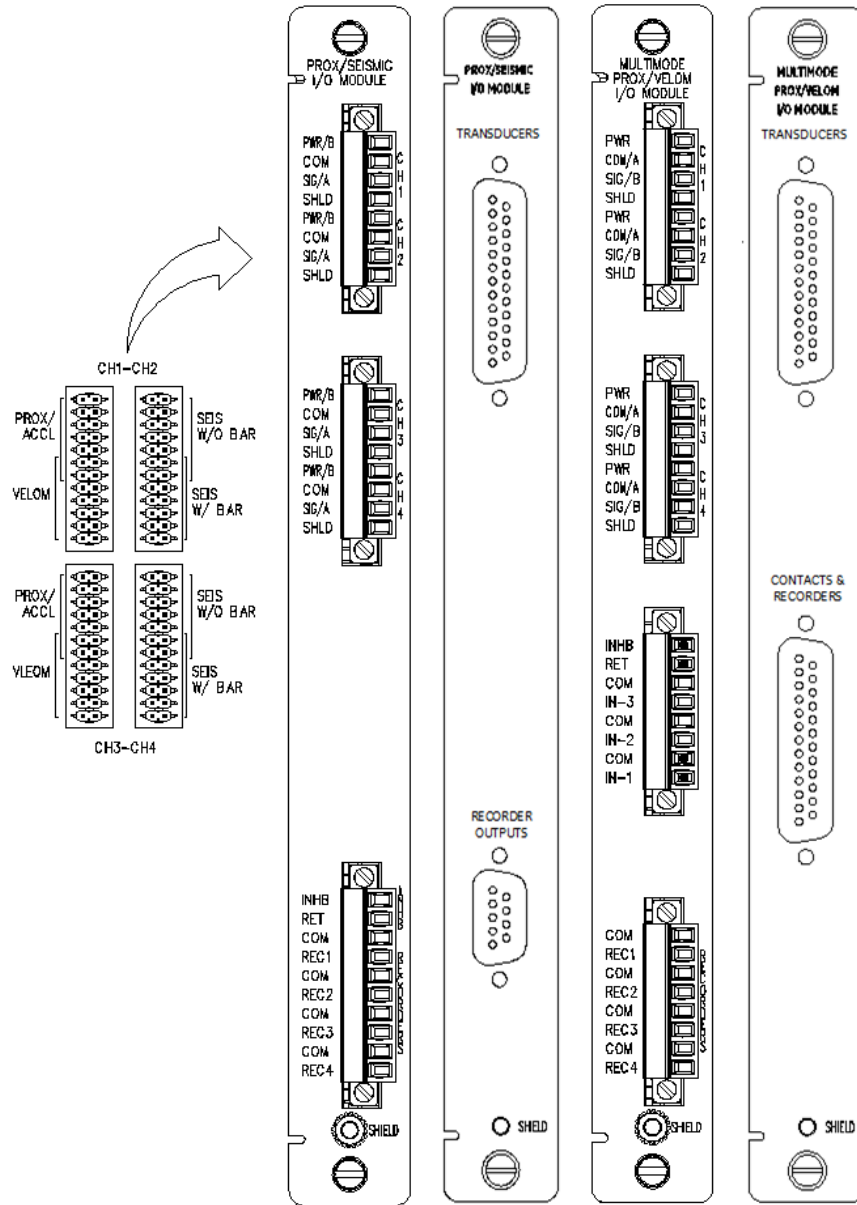 PROX/SEISMIC
I/O MODULE
PWR/B
COM
SIG/A
SHLD
PWR/B
COM
SIG/A
SHLD
CH1
CH2
PWR/B
COM
SIG/A
SHLD
PWR/B
COM
SIG/A
SHLD
CH3
CH4
INHB
RET
COM
REC1
COM
REC2
COM
REC3
COM
REC4
SHIELD
CH1-CH2
PROX/
ACCL
VELOM
SEIS
W/O BAR
SEIS
W/ BAR
PROX/
ACCL
VLEOM
SEIS
W/O BAR
SEIS
W/ BAR
CH3-CH4
PROX/SEISMIC
I/O MODULE
TRANSDUCERS
RECORDER
OUTPUTS
SHIELD
MULTIMODE
PROX/VELOM
I/O MODULE
PWR
COM/A
SIG/B
SHLD
PWR
COM/A
SIG/B
SHLD
CH1
CH2
PWR
COM/A
SIG/B
SHLD
PWR
COM/A
SIG/B
SHLD
CH3
CH4
INHB
RET
COM
IN-3
COM
IN-2
COM
IN-1
COM
REC1
COM
REC2
COM
REC3
COM
REC4
SHIELD
MULTIMODE
PROX/VELOM
I/O MODULE
TRANSDUCERS
CONTACTS &
RECORDERS
SHIELD